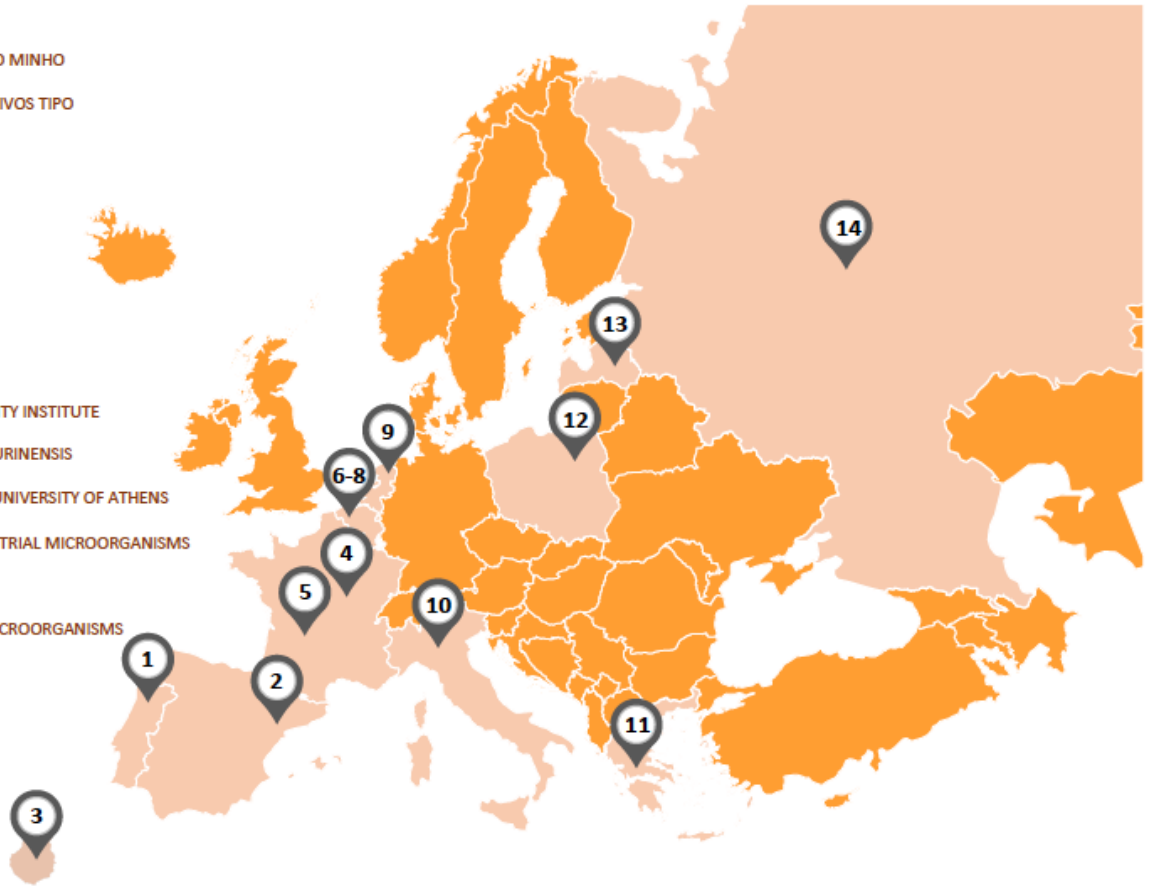 O MINHO
IVOS TIPO
14
13
12
TY INSTITUTE
9
URINENSIS
6-8
UNIVERSITY OF ATHENS
TRIAL MICROORGANISMS
4
5
10
CROORGANISMS
1
2
11
3